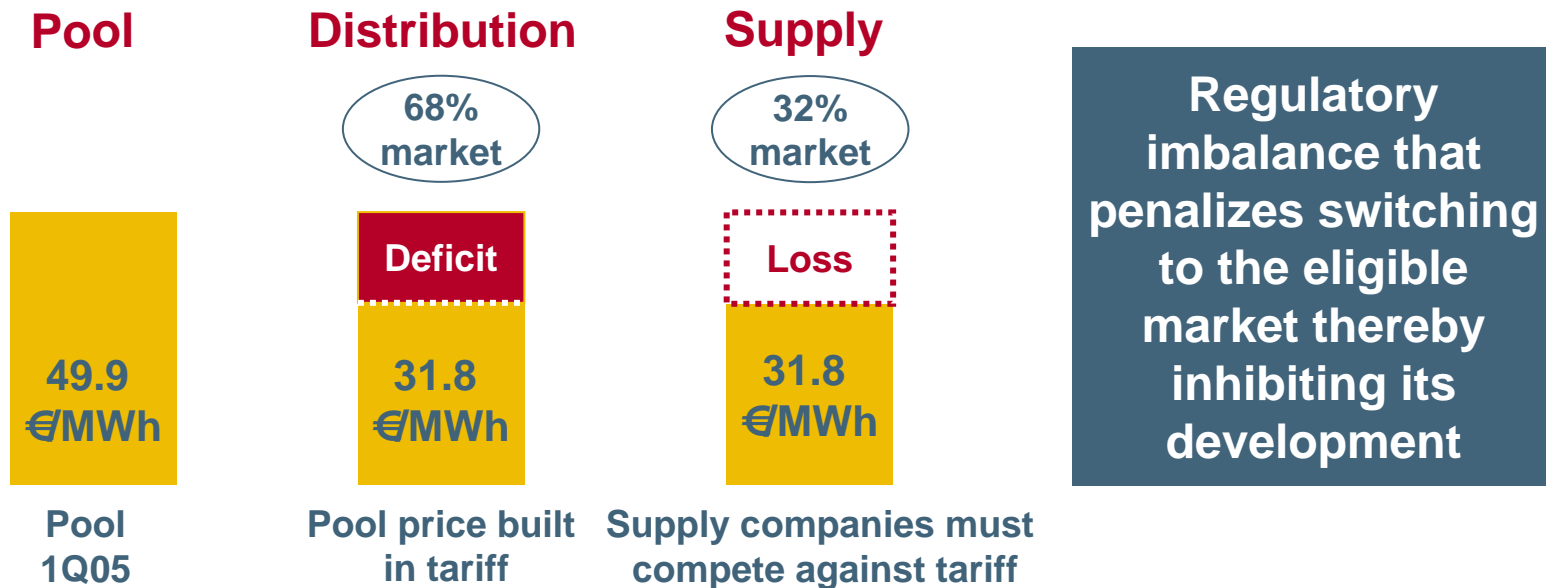 Pool
Distribution
Supply
68%
market
32%
market
Deficit
Loss
49.9
€/MWh
31.8
€/MWh
31.8
€/MWh
Pool
1Q05
Pool price built
in tariff
Supply companies must
compete against tariff
Regulatory
imbalance that
penalizes switching
to the eligible
market thereby
inhibiting its
development